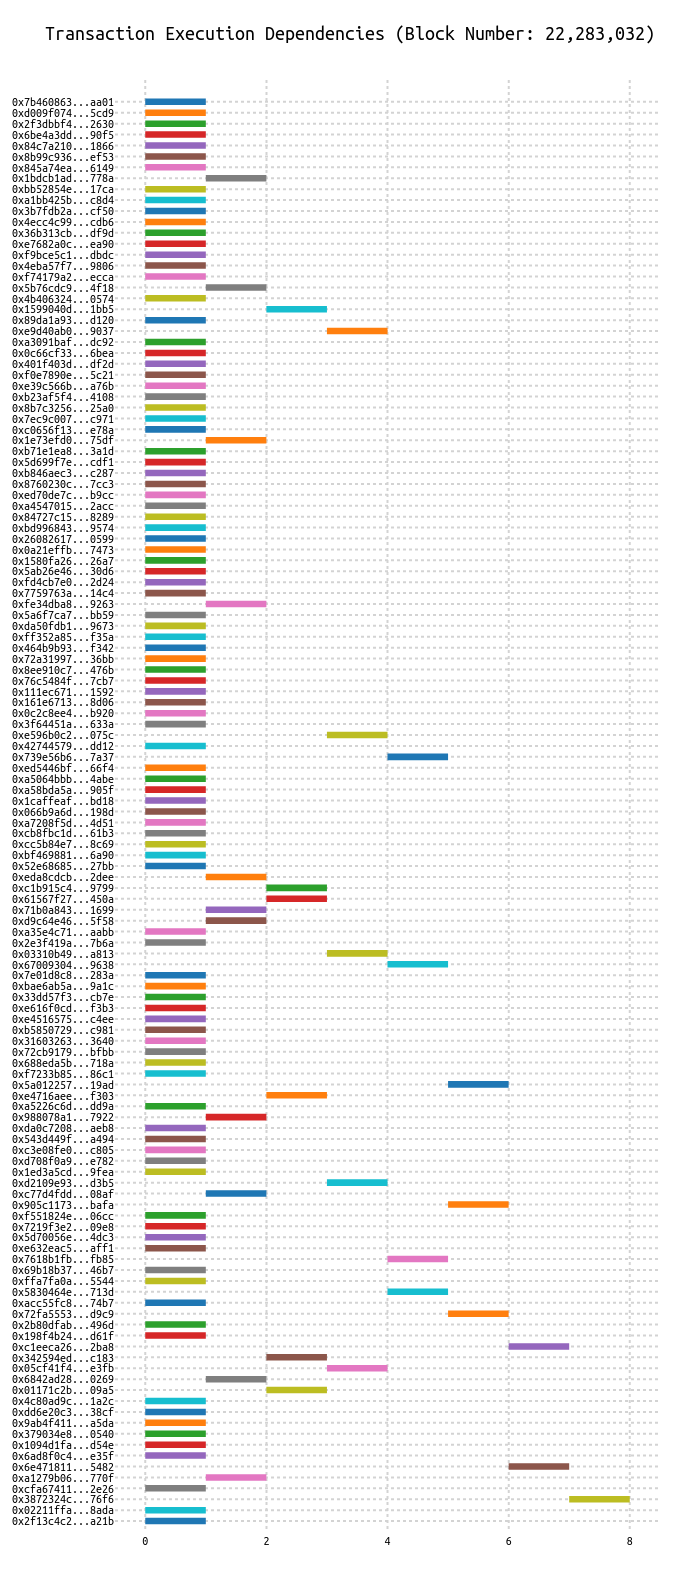 Transaction Execution Dependencies (Block Number: 22,283,032)
0x7b460863...aa01
0xd009f074...5cd9
0x2f3dbbf4...2630
0x6be4a3dd...90f5
0x84c7a210...1866
0x8b99c936...ef53
0x845a74ea...6149
0x1bdcb1ad...778a
0xbb52854e...17ca
0xa1bb425b...c8d4
0x3b7fdb2a...cf50
0x4ecc4c99...cdb6
0x36b313cb...df9d
0xe7682a0c...ea90
0xf9bce5c1...dbdc
0x4eba57f7...9806
0xf74179a2...ecca
0x5b76cdc9...4f18
0x4b406324...0574
0x1599040d...1bb5
0x89da1a93...d120
0xe9d40ab0...9037
0xa3091baf...dc92
0x0c66cf33...6bea
0x401f403d...df2d
0xf0e7890e...5c21
0xe39c566b...a76b
0xb23af5f4...4108
0x8b7c3256...25a0
0x7ec9c007...c971
0xc0656f13...e78a
0x1e73efd0...75df
0xb71e1ea8...3a1d
0x5d699f7e...cdf1
0xb846aec3...c287
0x8760230c...7cc3
0xed70de7c...b9cc
0xa4547015...2acc
0x84727c15...8289
0xbd996843...9574
0x26082617...0599
0x0a21effb...7473
0x1580fa26...26a7
0x5ab26e46...30d6
0xfd4cb7e0...2d24
0x7759763a...14c4
0xfe34dba8...9263
0x5a6f7ca7...bb59
0xda50fdb1...9673
0xff352a85...f35a
0x464b9b93...f342
0x72a31997...36bb
0x8ee910c7...476b
0x76c5484f...7cb7
0x111ec671...1592
0x161e6713...8d06
0x0c2c8ee4...b920
0x3f64451a...633a
0xe596b0c2...075c
0x42744579...dd12
0x739e56b6...7a37
0xed5446bf...66f4
0xa5064bbb...4abe
0xa58bda5a...905f
0x1caffeaf...bd18
0x066b9a6d...198d
0xa7208f5d...4d51
0xcb8fbc1d...61b3
0xcc5b84e7...8c69
0xbf469881...6a90
0x52e68685...27bb
0xeda8cdcb...2dee
0xc1b915c4...9799
0x61567f27...450a
0x71b0a843...1699
0xd9c64e46...5f58
0xa35e4c71...aabb
0x2e3f419a...7b6a
0x03310b49...a813
0x67009304...9638
0x7e01d8c8...283a
0xbae6ab5a...9a1c
0x33dd57f3...cb7e
0xe616f0cd...f3b3
0xe4516575...c4ee
0xb5850729...c981
0x31603263...3640
0x72cb9179...bfbb
0x688eda5b...718a
0xf7233b85...86c1
0x5a012257...19ad
0xe4716aee...f303
0xa5226c6d...dd9a
0x988078a1...7922
0xda0c7208...aeb8
0x543d449f...a494
0xc3e08fe0...c805
0xd708f0a9...e782
0x1ed3a5cd...9fea
0xd2109e93...d3b5
0xc77d4fdd...08af
0x905c1173...bafa
0xf551824e...06cc
0x7219f3e2...09e8
0x5d70056e...4dc3
0xe632eac5...aff1
0x7618b1fb...fb85
0x69b18b37...46b7
0xffa7fa0a...5544
0x5830464e...713d
0xacc55fc8...74b7
0x72fa5553...d9c9
0x2b80dfab...496d
0x198f4b24...d61f
0xc1eeca26...2ba8
0x342594ed...c183
0x05cf41f4...e3fb
0x6842ad28...0269
0x01171c2b...09a5
0x4c80ad9c...1a2c
0xdd6e20c3...38cf
0x9ab4f411...a5da
0x379034e8...0540
0x1094d1fa...d54e
0x6ad8f0c4...e35f
0x6e471811...5482
0xa1279b06...770f
0xcfa67411...2e26
0x3872324c...76f6
0x02211ffa...8ada
0x2f13c4c2...a21b
0 2 4 6 8